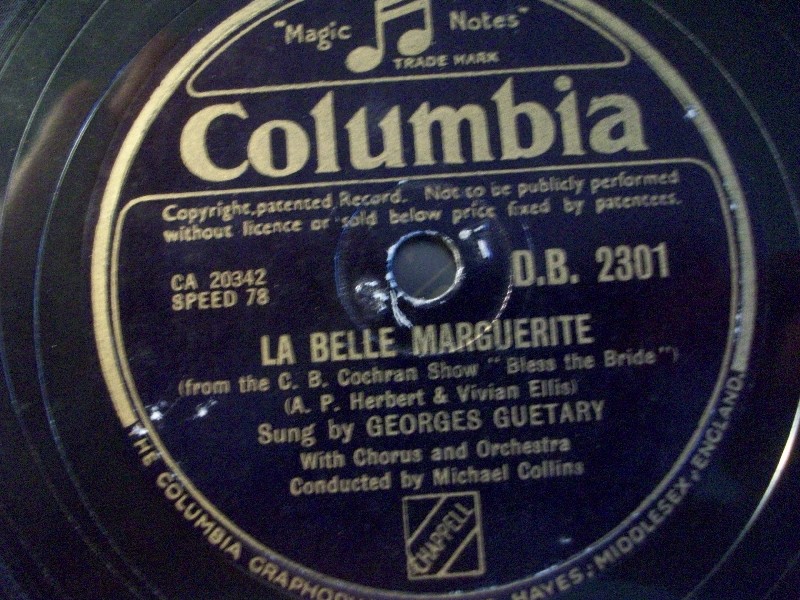 "Magic Notes"
TRADE MARK
Columbia
Copyright, patented Record. Not to be publicly performed
without licence or sold below price fixed by patentees.
CA 20342
SPEED 78
D.B. 2301
LA BELLE MARGUERITE
(from the C. B. Cochran Show "Bless the Bride")
(A. P. Herbert & Vivian Ellis)
Sung by GEORGES GUETARY
With Chorus and Orchestra
Conducted by Michael Collins
CHAPPELL
THE COLUMBIA HAYES, MIDDLESEX, ENGLAND.